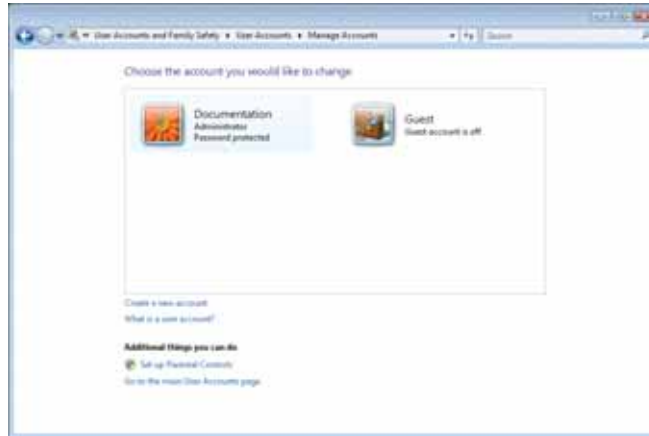 User Accounts and Family Safety ▸ User Accounts ▸ Manage Accounts
Search
Choose the account you would like to change
Documentation
Administrator
Password protected
Guest
Guest account is off
Create a new account
What is a user account?
Additional things you can do
Set up Parental Controls
Go to the main User Accounts page